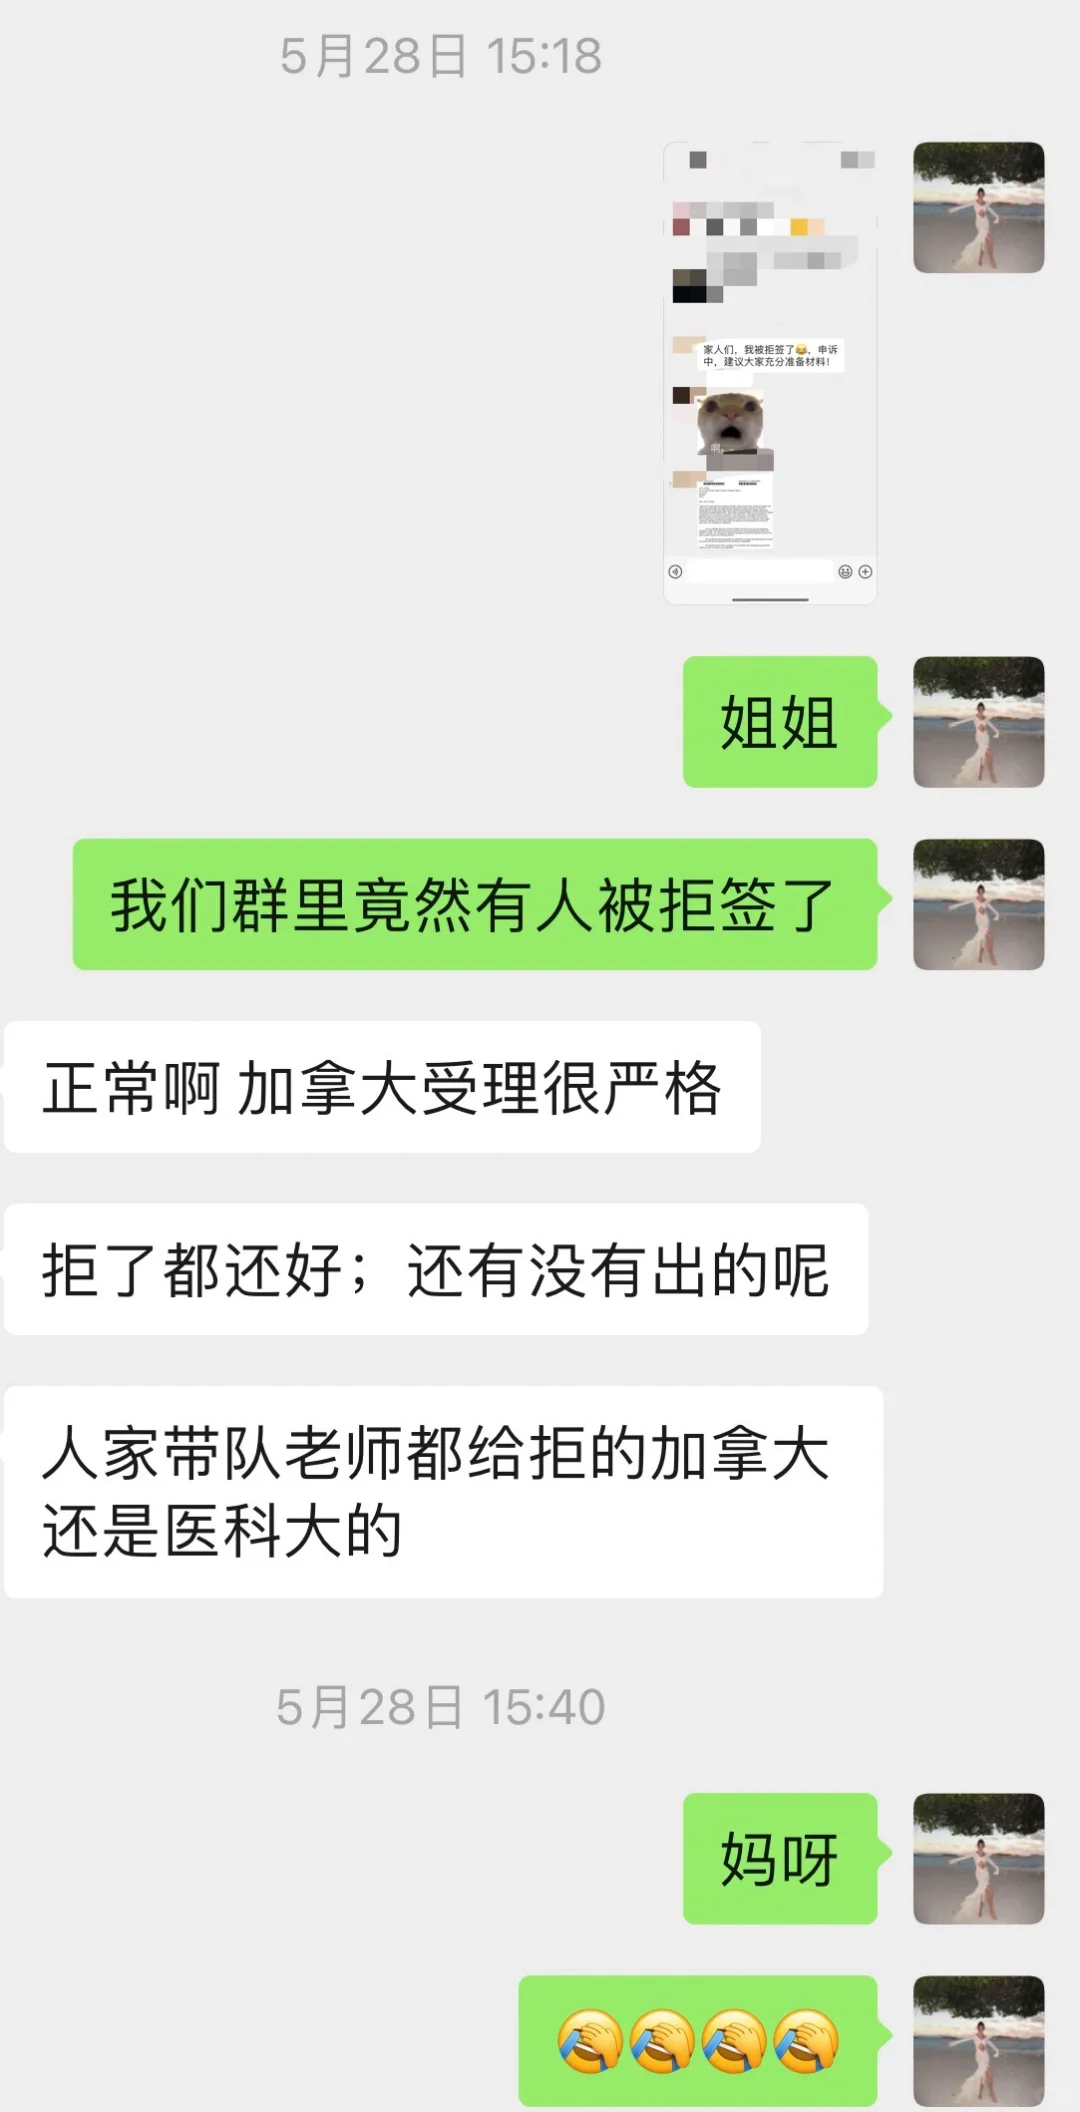 5月28日 15:18
家人们，我被拒签了😂，申诉
中，建议大家充分准备材料！
啊
姐姐
我们群里竟然有人被拒签了
正常啊 加拿大受理很严格
拒了都还好；还有没有出的呢
人家带队老师都给拒的加拿大
还是医科大的
5月28日 15:40
妈呀
🤦🤦🤦🤦